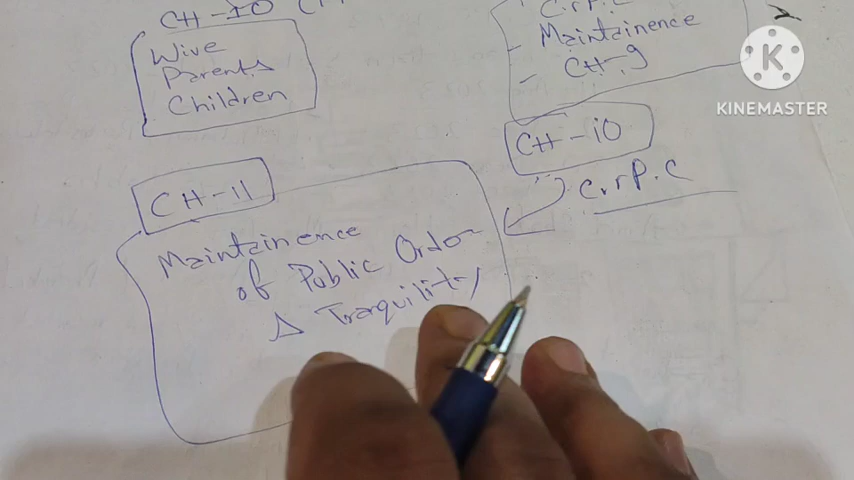 CH-10
Wive
Parents
Children
Cr.P.C
- Maintainence
- CH-9
K
KINEMASTER
CH-10
C.rP.C
CH-11
Maintainence
of Public Order
& Tranquility